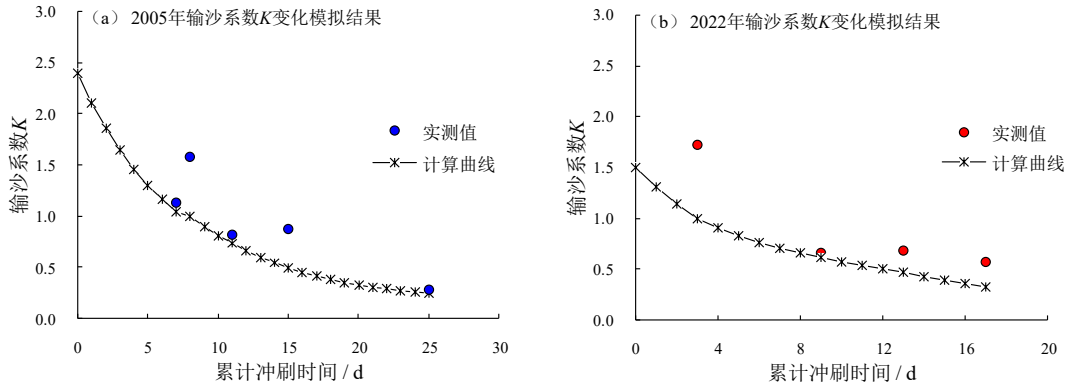 （a） 2005年输沙系数K变化模拟结果
输沙系数K
3.0
2.5
2.0
1.5
1.0
0.5
0.0
实测值
计算曲线
0 5 10 15 20 25 30
累计冲刷时间 / d
（b） 2022年输沙系数K变化模拟结果
输沙系数K
3.0
2.5
2.0
1.5
1.0
0.5
0.0
实测值
计算曲线
0 4 8 12 16 20
累计冲刷时间 / d